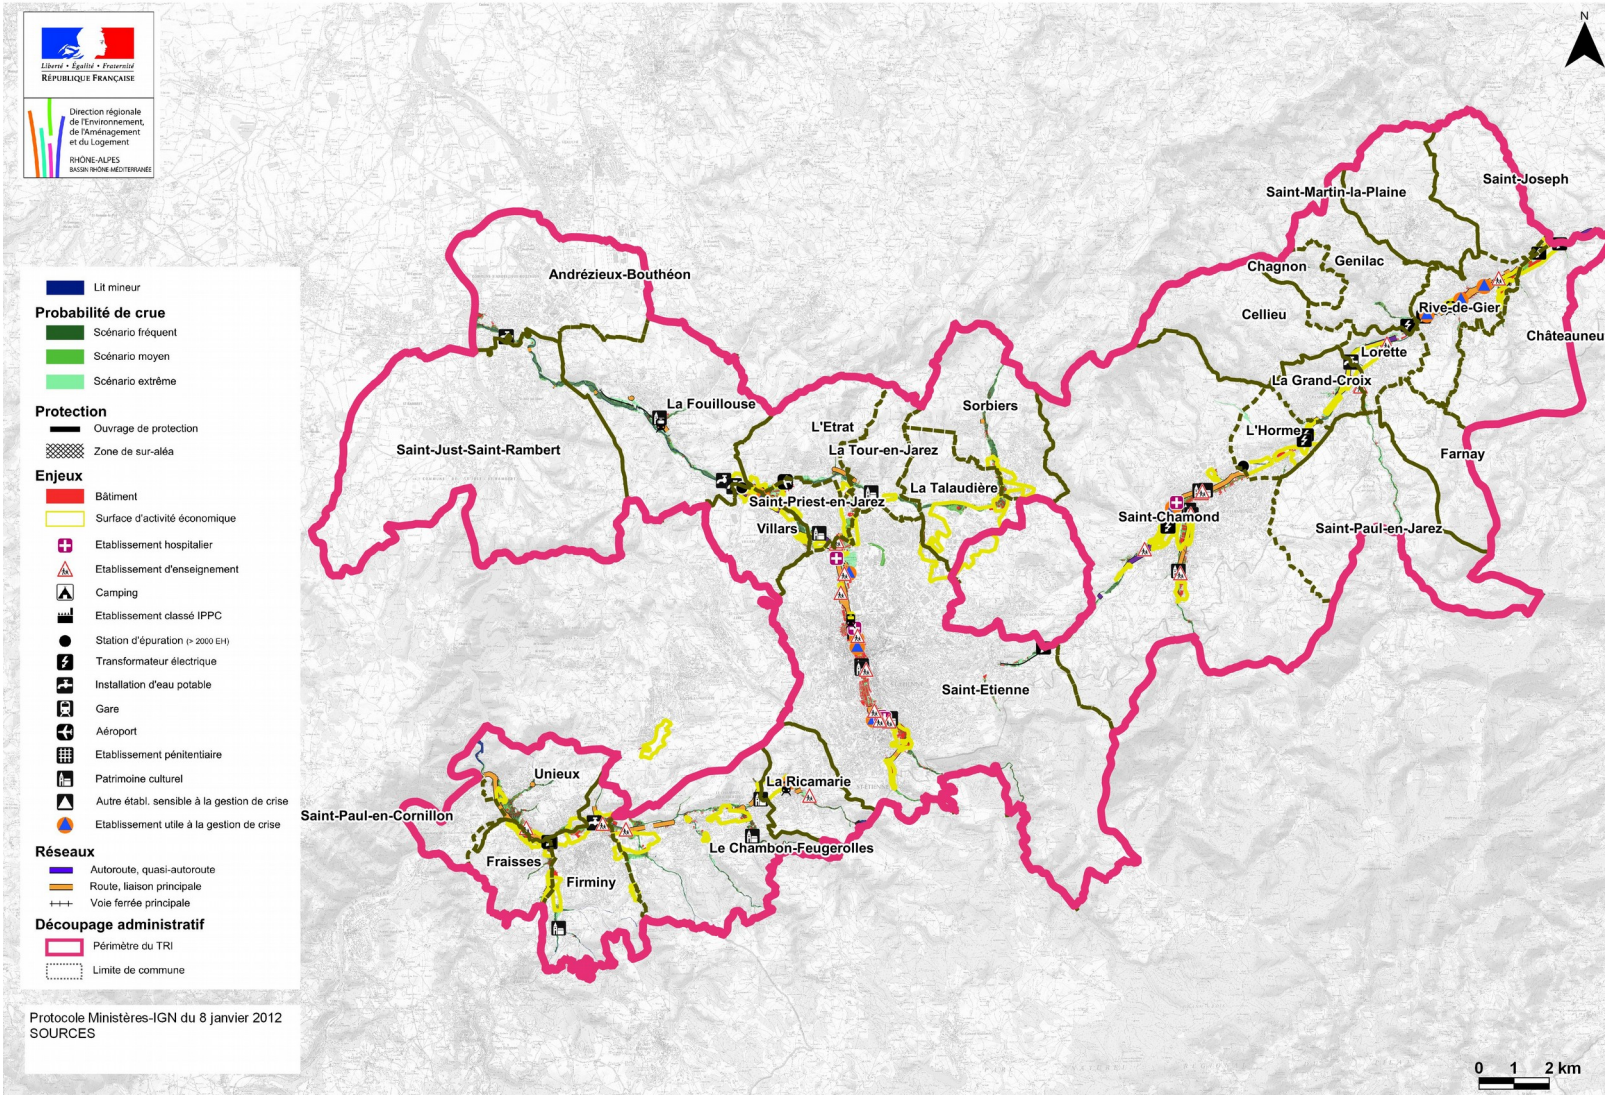 Liberté • Égalité • Fraternité
RÉPUBLIQUE FRANÇAISE
Direction régionale
de l'Environnement,
de l'Aménagement
et du Logement
RHÔNE-ALPES
BASSIN RHÔNE-MÉDITERRANÉE
N
Lit mineur
Probabilité de crue
Scénario fréquent
Scénario moyen
Scénario extrême
Protection
Ouvrage de protection
Zone de sur-aléa
Enjeux
Bâtiment
Surface d'activité économique
Etablissement hospitalier
Etablissement d'enseignement
Camping
Etablissement classé IPPC
Station d'épuration (> 2000 EH)
Transformateur électrique
Installation d'eau potable
Gare
Aéroport
Etablissement pénitentiaire
Patrimoine culturel
Autre établ. sensible à la gestion de crise
Etablissement utile à la gestion de crise
Réseaux
Autoroute, quasi-autoroute
Route, liaison principale
Voie ferrée principale
Découpage administratif
Périmètre du TRI
Limite de commune
Protocole Ministères-IGN du 8 janvier 2012
SOURCES
Saint-Joseph
Saint-Martin-la-Plaine
Genilac
Chagnon
Cellieu
Rive-de-Gier
Châteauneu
Lorette
La Grand-Croix
L'Horme
Farnay
Saint-Chamond
Saint-Paul-en-Jarez
Andrézieux-Bouthéon
La Fouillouse
Saint-Just-Saint-Rambert
L'Etrat
Sorbiers
La Tour-en-Jarez
La Talaudière
Saint-Priest-en-Jarez
Villars
Saint-Etienne
Unieux
La Ricamarie
Saint-Paul-en-Cornillon
Le Chambon-Feugerolles
Fraisses
Firminy
0 1 2 km